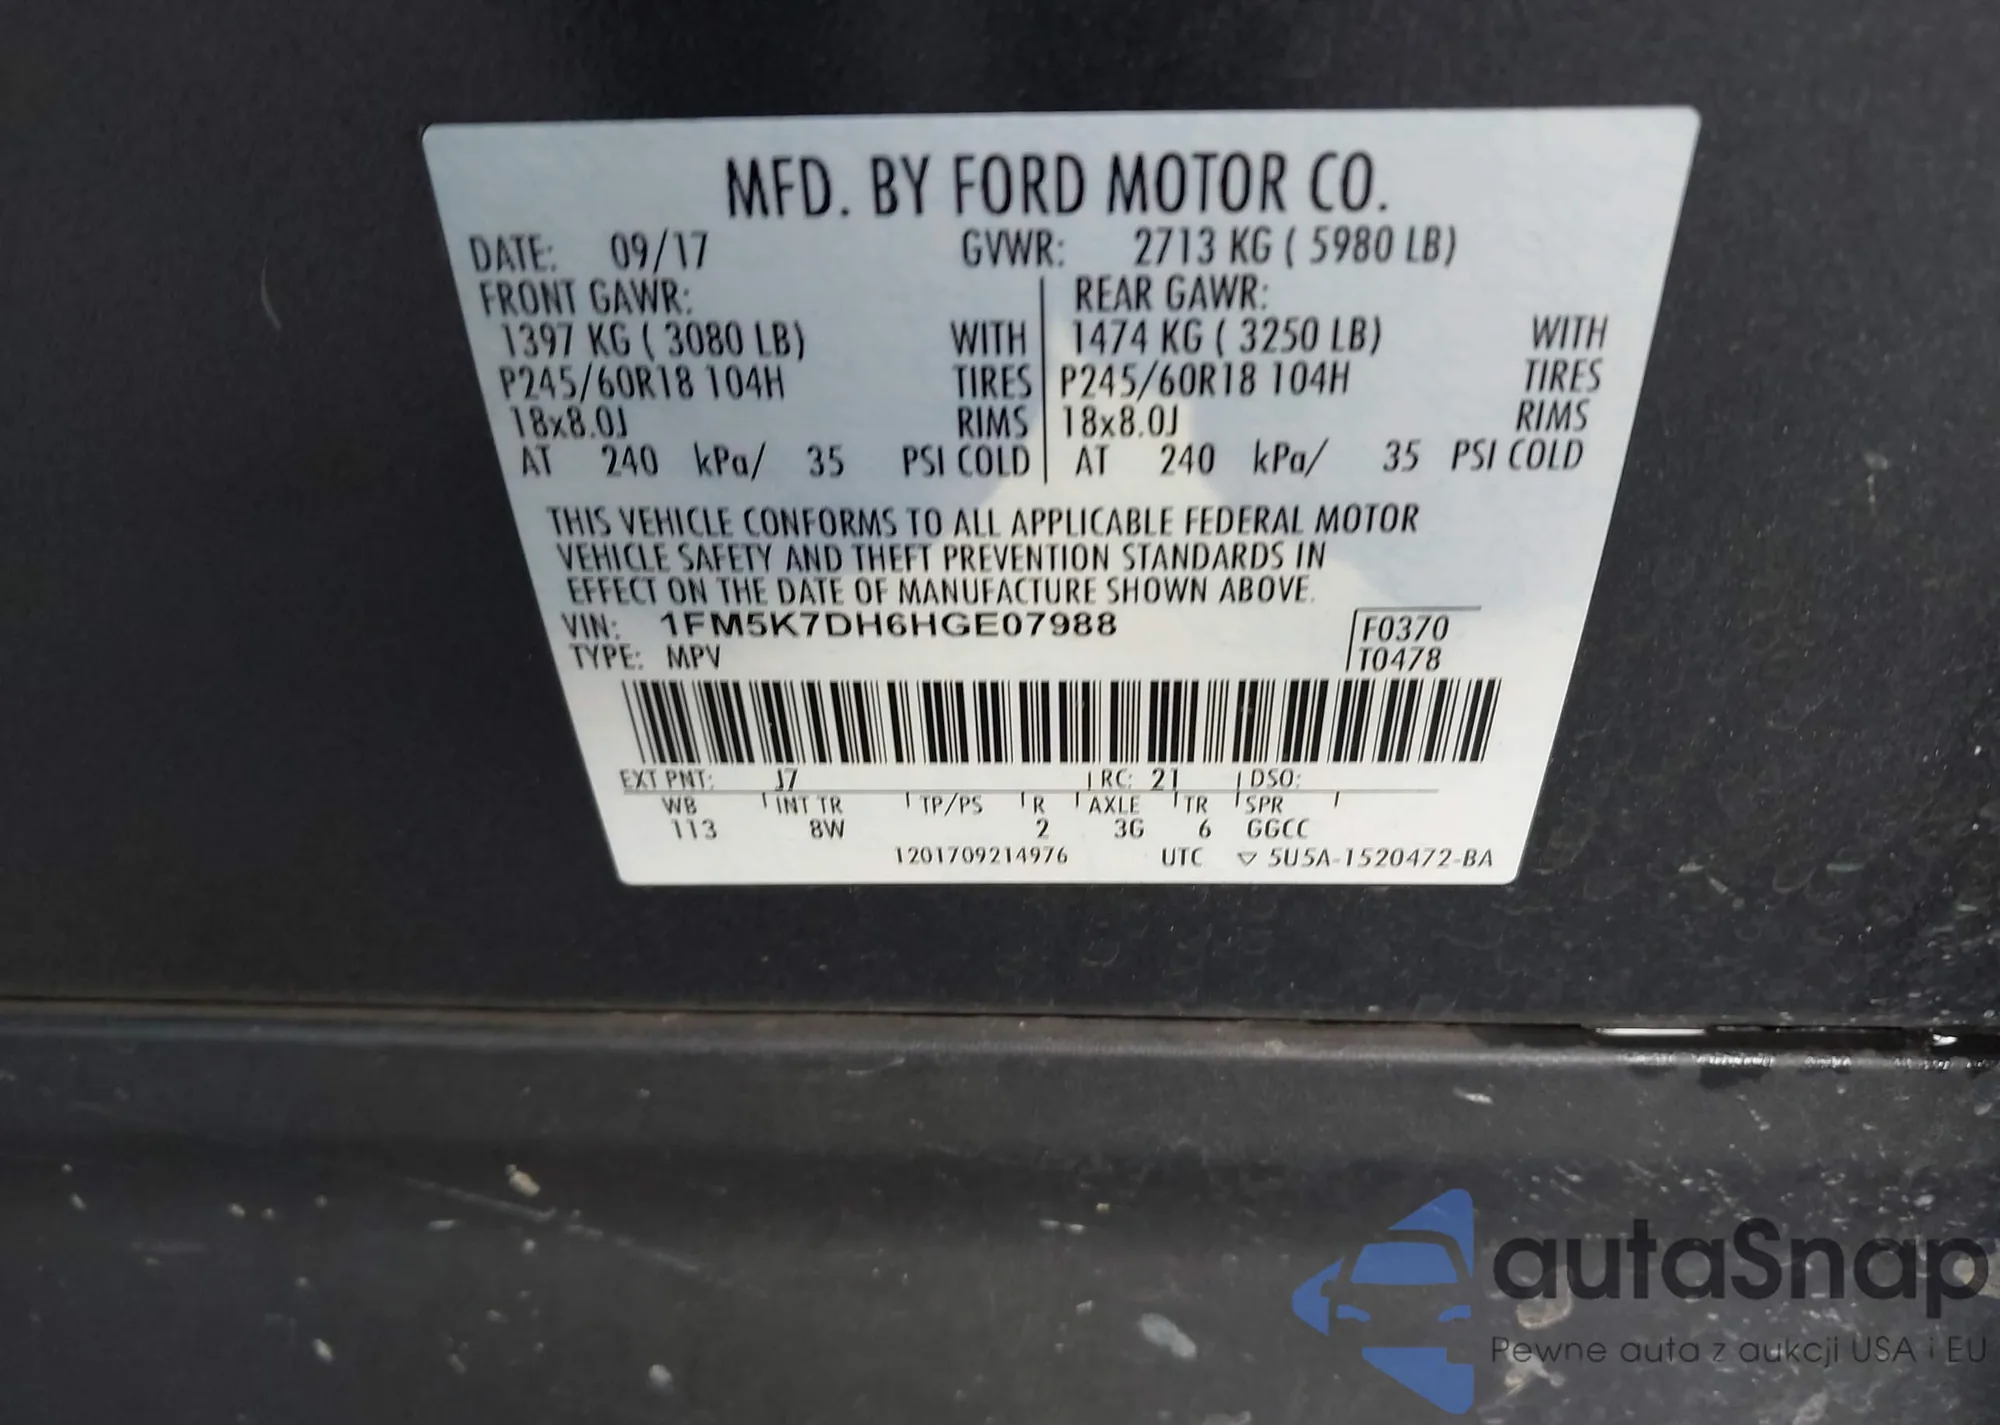 MFD. BY FORD MOTOR CO.
DATE: 09/17 GVWR: 2713 KG ( 5980 LB)
FRONT GAWR: REAR GAWR:
1397 KG ( 3080 LB) WITH 1474 KG ( 3250 LB) WITH
P245/60R18 104H TIRES P245/60R18 104H TIRES
18x8.0J RIMS 18x8.0J RIMS
AT 240 kPa/ 35 PSI COLD AT 240 kPa/ 35 PSI COLD
THIS VEHICLE CONFORMS TO ALL APPLICABLE FEDERAL MOTOR
VEHICLE SAFETY AND THEFT PREVENTION STANDARDS IN
EFFECT ON THE DATE OF MANUFACTURE SHOWN ABOVE.
VIN: 1FM5K7DH6HGE07988 F0370
TYPE: MPV T0478
EXT PNT: J7 RC: 21 DSO:
WB INT TR TP/PS R AXLE TR SPR
113 8W 2 3G 6 GGCC
1201709214976 UTC ▽ 5U5A-1520472-BA
autaSnap
Pewne auta z aukcji USA i EU